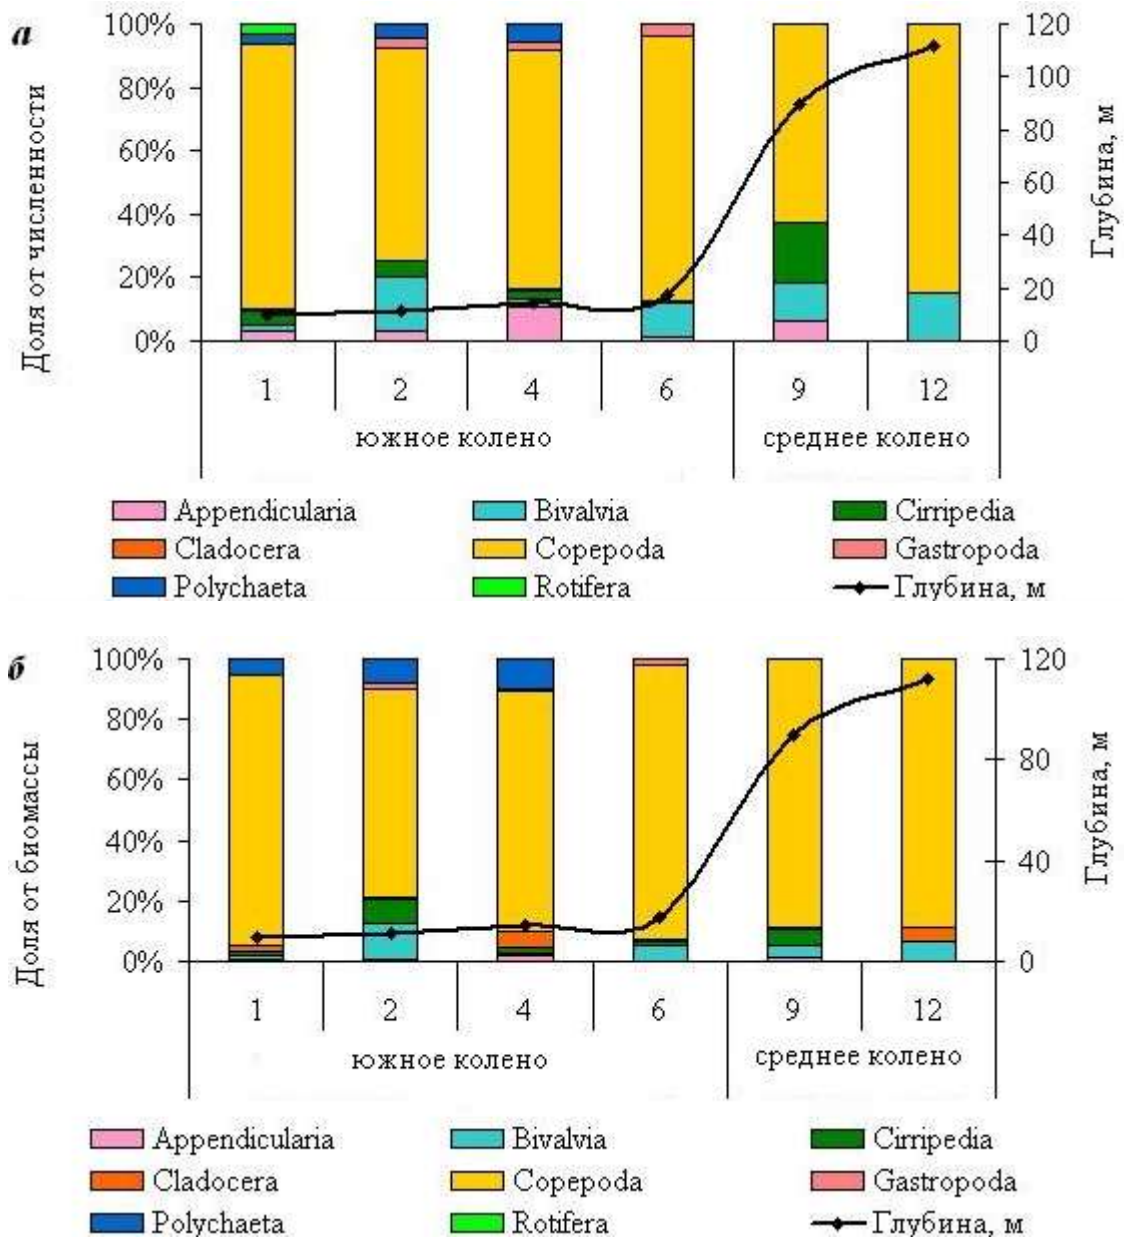 а
Доля от численности
100%
80%
60%
40%
20%
0%
120
100
80
60
40
20
0
Глубина, м
1 2 4 6 9 12
южное колено среднее колено
Appendicularia Bivalvia Cirripedia
Cladocera Copepoda Gastropoda
Polychaeta Rotifera Глубина, м
б
Доля от биомассы
100%
80%
60%
40%
20%
0%
120
80
40
0
Глубина, м
1 2 4 6 9 12
южное колено среднее колено
Appendicularia Bivalvia Cirripedia
Cladocera Copepoda Gastropoda
Polychaeta Rotifera Глубина, м